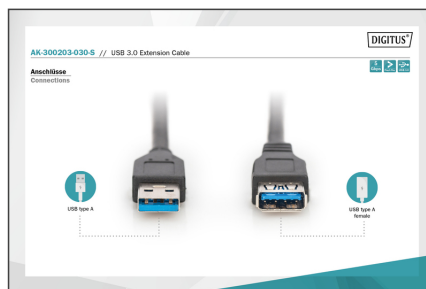 DIGITUS®
AK-300203-030-S // USB 3.0 Extension Cable
Anschlüsse
Connections
USB type A
USB type A
female